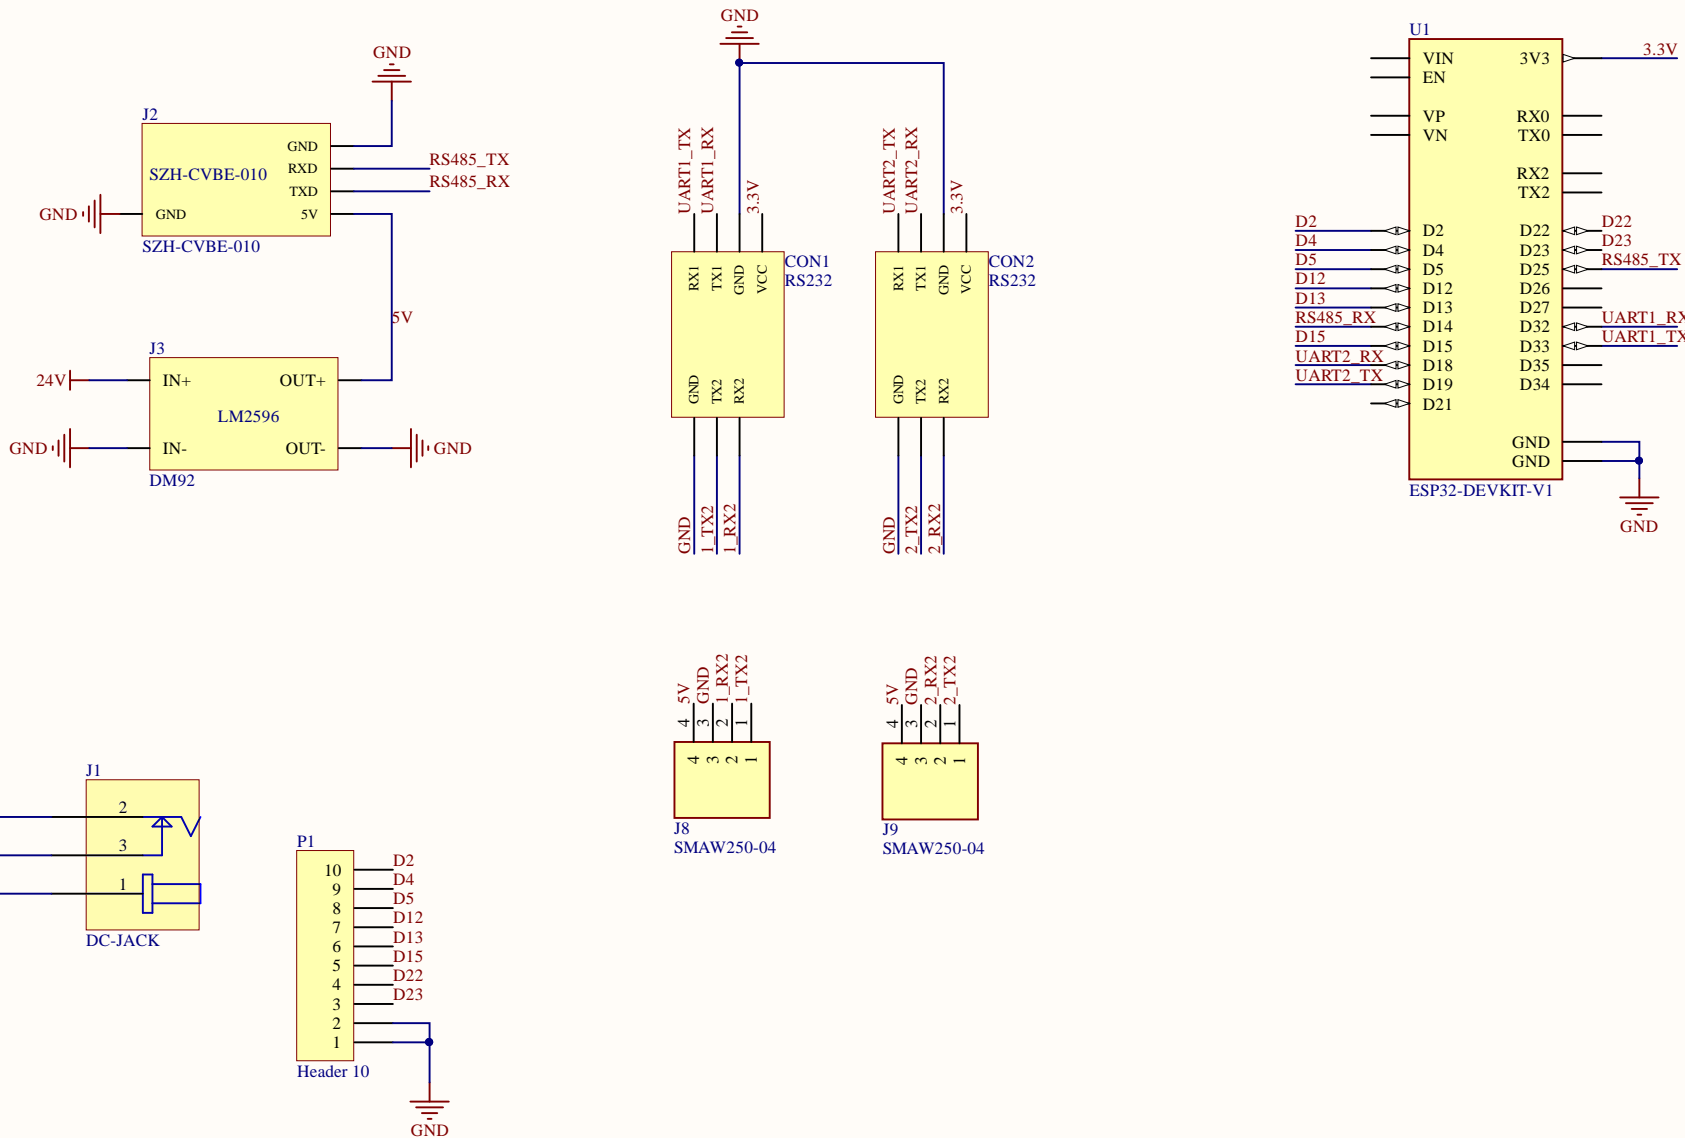 GND
J2
SZH-CVBE-010
GND
RXD
TXD
5V
GND
RS485_TX
RS485_RX
GND
SZH-CVBE-010
5V
J3
24V
IN+
OUT+
LM2596
GND
IN-
OUT-
GND
DM92
GND
UART1_TX
UART1_RX
3.3V
RX1
TX1
GND
VCC
CON1
RS232
GND
TX2
RX2
GND
1_TX2
1_RX2
UART2_TX
UART2_RX
3.3V
RX1
TX1
GND
VCC
CON2
RS232
GND
TX2
RX2
GND
2_TX2
2_RX2
U1
VIN
3V3
3.3V
EN
VP
RX0
VN
TX0
RX2
TX2
D2
D2
D22
D22
D4
D4
D23
D23
D5
D5
D25
RS485_TX
D12
D12
D26
D13
D13
D27
RS485_RX
D14
D32
UART1_RX
D15
D15
D33
UART1_TX
UART2_RX
D18
D35
UART2_TX
D19
D34
D21
GND
GND
ESP32-DEVKIT-V1
GND
5V
GND
1_RX2
1_TX2
4
3
2
1
4
3
2
1
J8
SMAW250-04
5V
GND
2_RX2
2_TX2
4
3
2
1
4
3
2
1
J9
SMAW250-04
J1
2
3
1
DC-JACK
P1
10 D2
9 D4
8 D5
7 D12
6 D13
5 D15
4 D22
3 D23
2
1
Header 10
GND